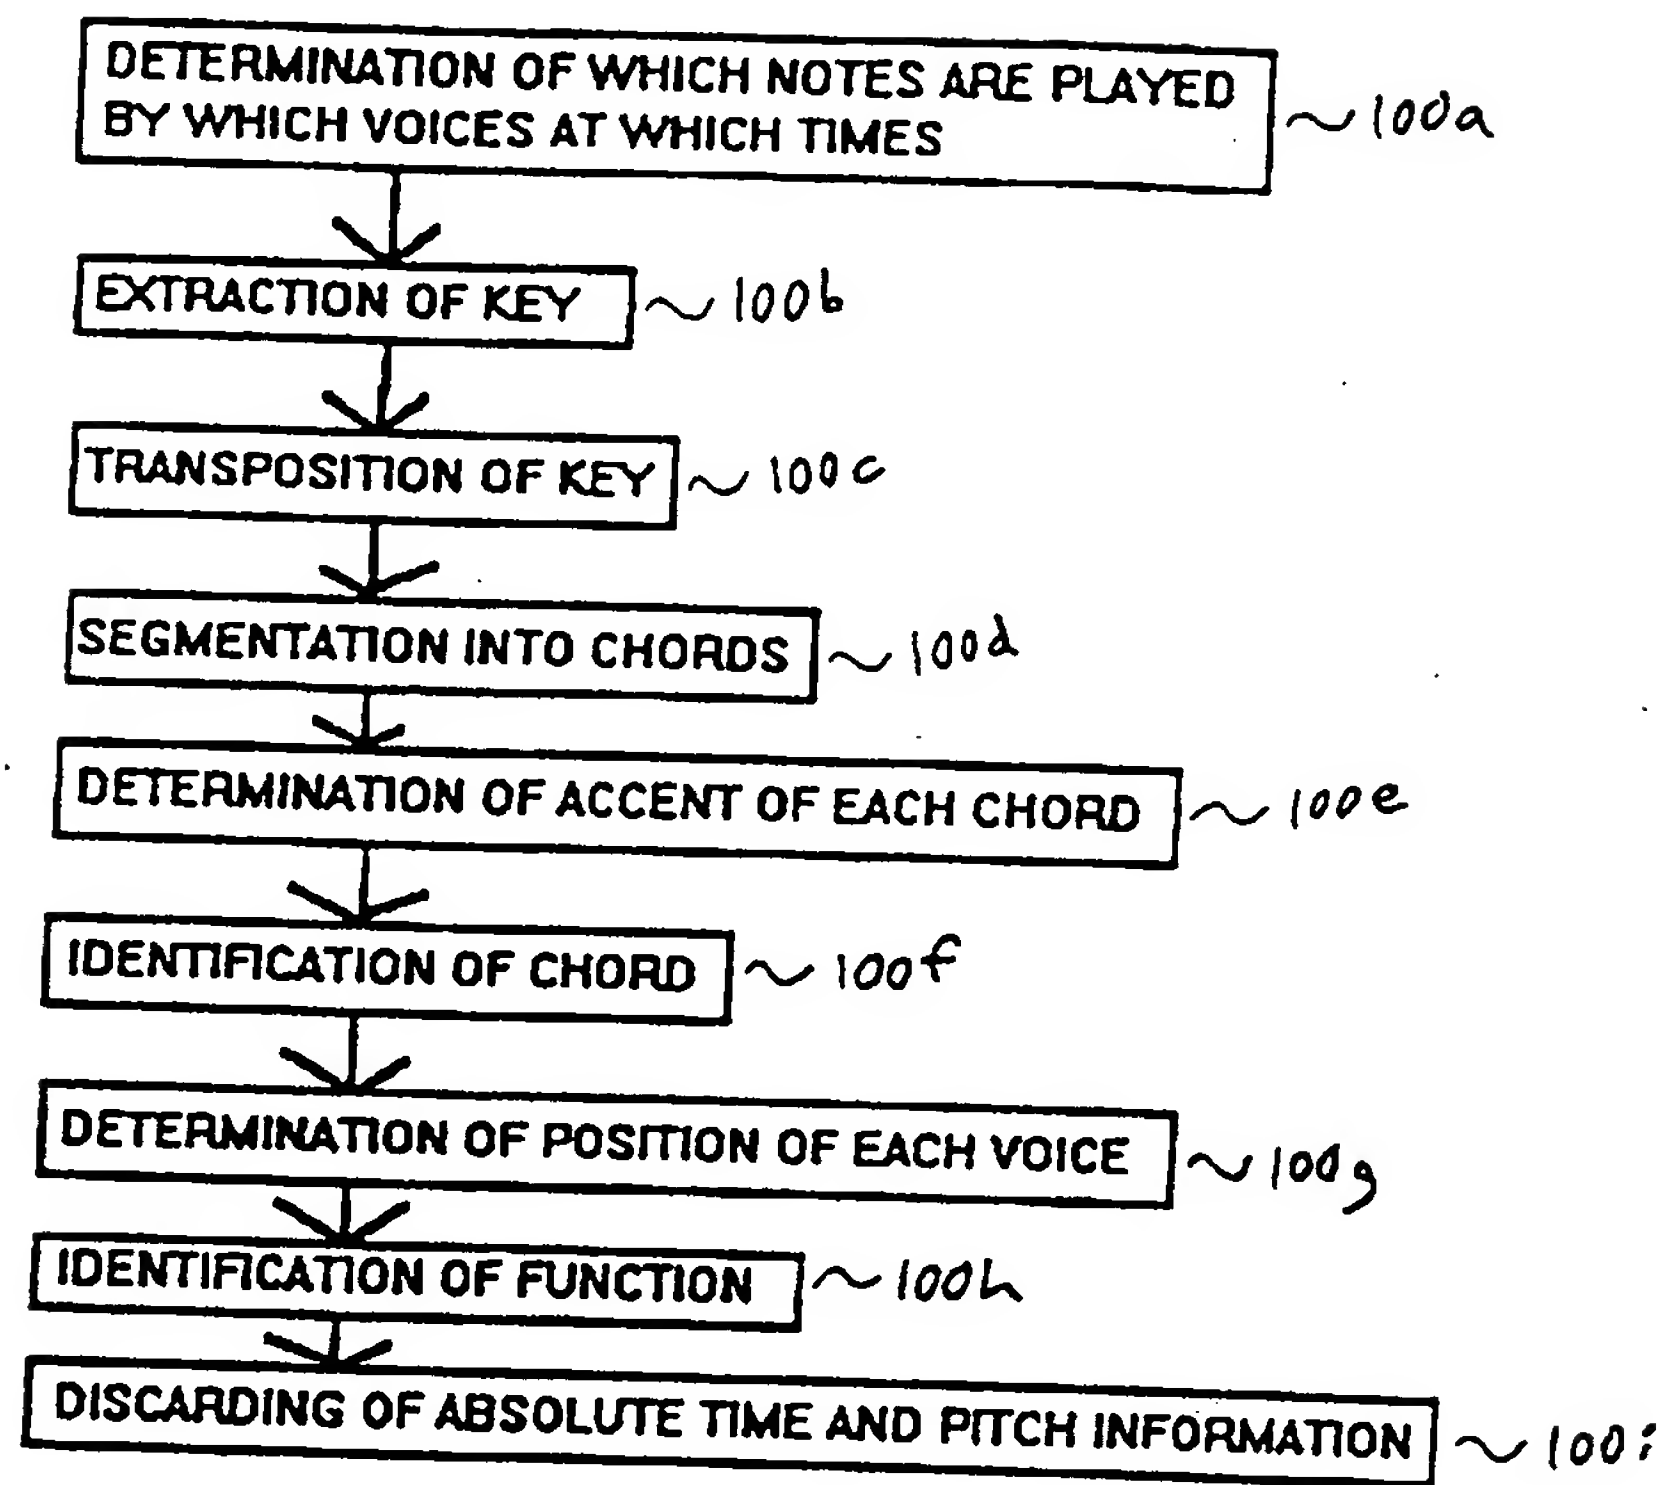 DETERMINATION OF WHICH NOTES ARE PLAYED
BY WHICH VOICES AT WHICH TIMES
100a
EXTRACTION OF KEY
100b
TRANSPOSITION OF KEY
100c
SEGMENTATION INTO CHORDS
100d
DETERMINATION OF ACCENT OF EACH CHORD
100e
IDENTIFICATION OF CHORD
100f
DETERMINATION OF POSITION OF EACH VOICE
100g
IDENTIFICATION OF FUNCTION
100h
DISCARDING OF ABSOLUTE TIME AND PITCH INFORMATION
100i